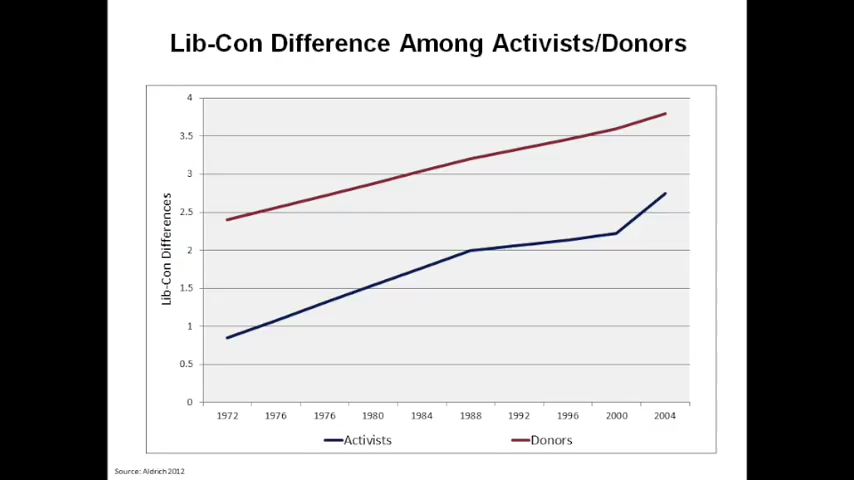 Lib-Con Difference Among Activists/Donors
4
3.5
3
2.5
2
1.5
1
0.5
0
Lib-Con Differences
1972 1976 1976 1980 1984 1988 1992 1996 2000 2004
Activists Donors
Source: Aldrich 2012